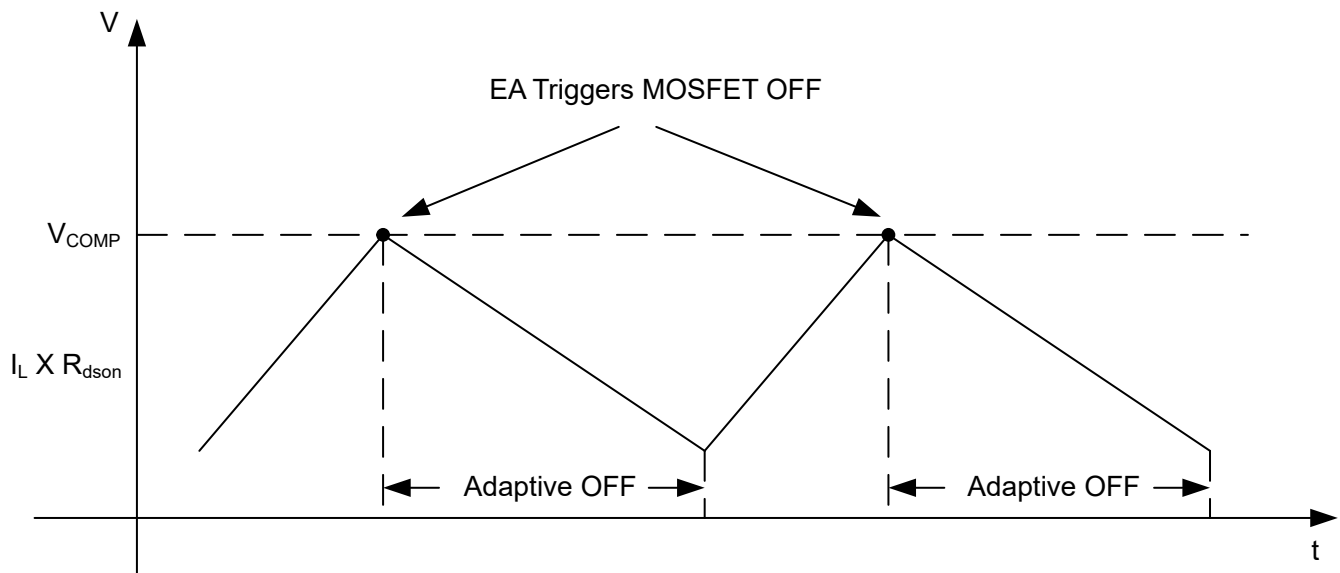 V
EA Triggers MOSFET OFF
V_COMP
I_L X R_dson
Adaptive OFF
Adaptive OFF
t